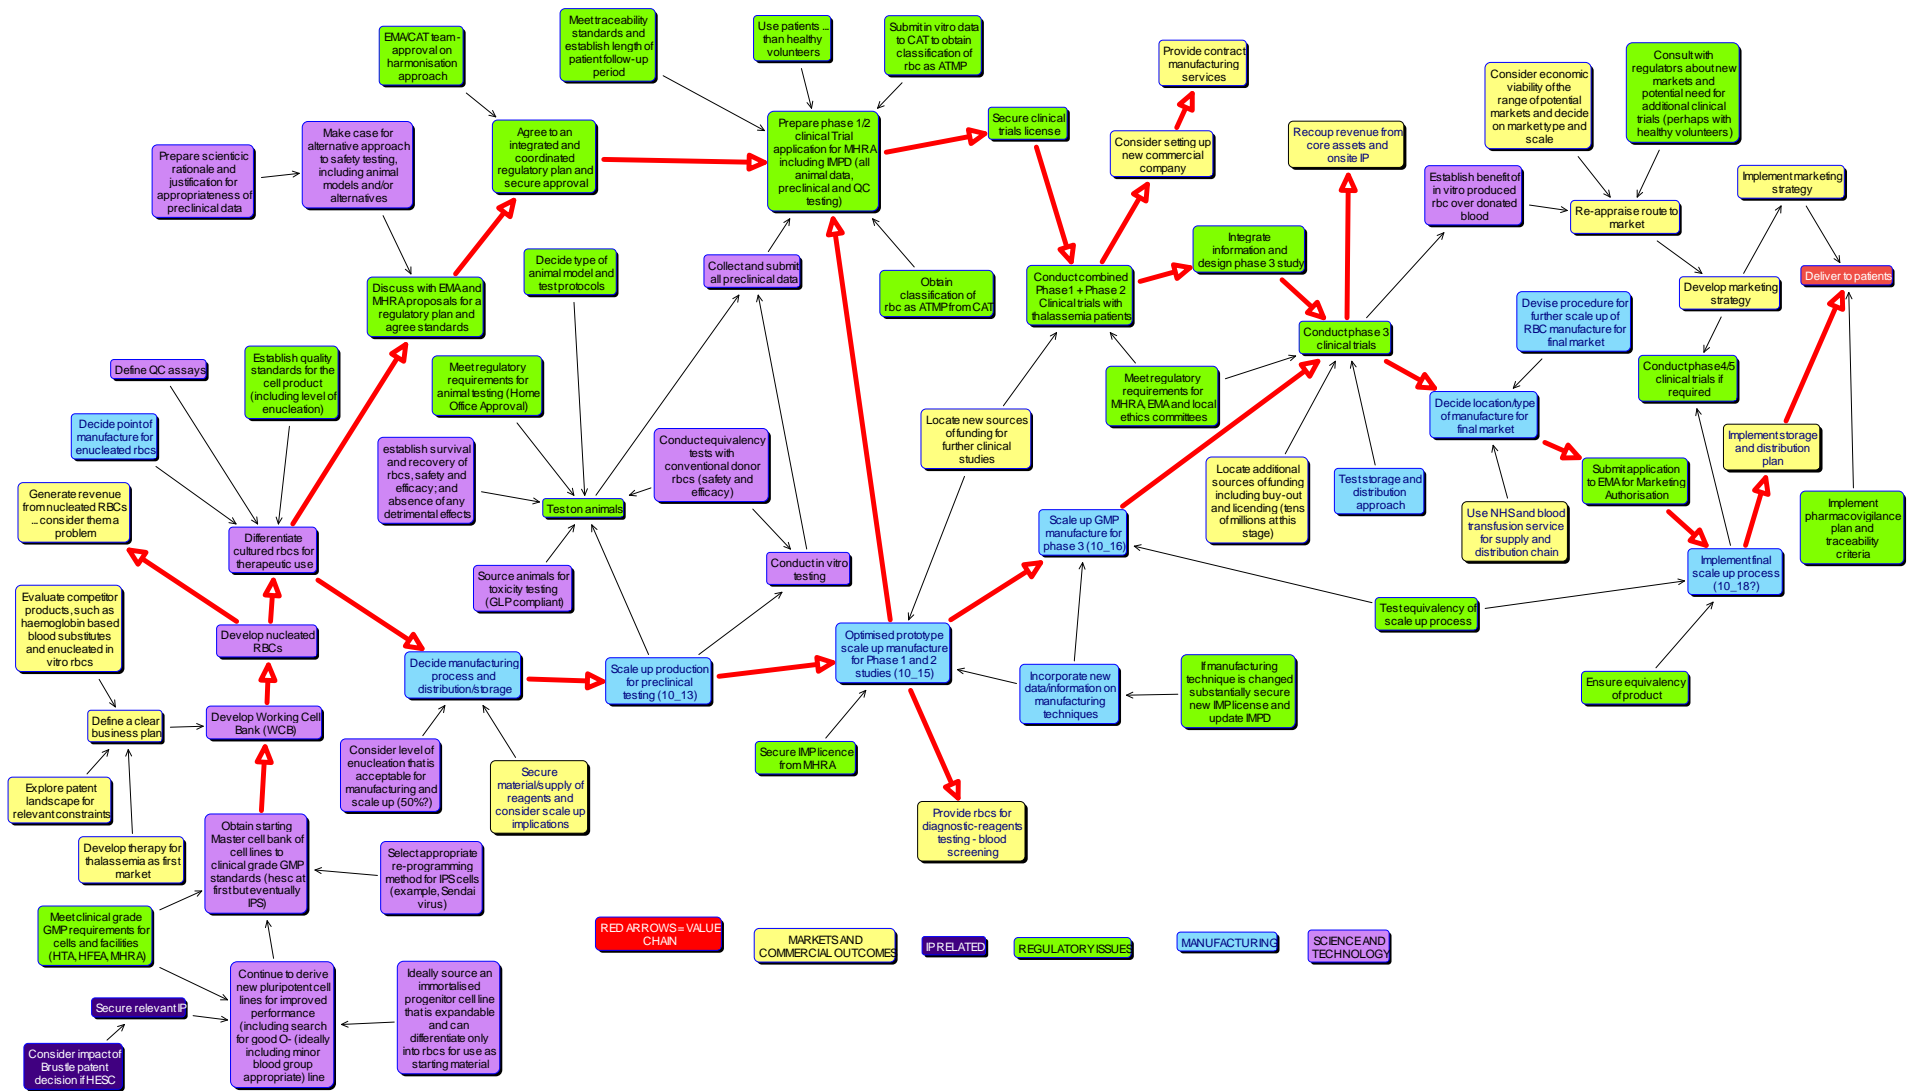 EMA/CAT team -
approval on
harmonisation
approach
Meet traceability
standards and
establish length of
patient follow-up
period
Use patients ...
than healthy
volunteers
Submit in vitro data
to CAT to obtain
classification of
rbc as ATMP
Provide contract
manufacturing
services
Consider economic
viability of the
range of potential
markets and decide
on market type and
scale
Consult with
regulators about new
markets and
potential need for
additional clinical
trials (perhaps with
healthy volunteers)
Prepare scienticic
rationale and
justification for
appropriateness of
preclinical data
Make case for
alternative approach
to safety testing,
including animal
models and/or
alternatives
Agree to an
integrated and
coordinated
regulatory plan and
secure approval
Prepare phase 1/2
clinical Trial
application for MHRA
including IMPD (all
animal data,
preclinical and QC
testing)
Secure clinical
trials license
Consider setting up
new commercial
company
Recoup revenue from
core assets and
onsite IP
Establish benefit of
in vitro produced
rbc over donated
blood
Re-appraise route to
market
Implement marketing
strategy
Discuss with EMA and
MHRA proposals for a
regulatory plan and
agree standards
Decide type of
animal model and
test protocols
Collect and submit
all preclinical data
Obtain
classification of
rbc as ATMP from CAT
Conduct combined
Phase 1 + Phase 2
Clinical trials with
thalassemia patients
Integrate
information and
design phase 3 study
Conduct phase 3
clinical trials
Devise procedure for
further scale up of
RBC manufacture for
final market
Develop marketing
strategy
Deliver to patients
Define QC assays
Establish quality
standards for the
cell product
(including level of
enucleation)
Meet regulatory
requirements for
animal testing (Home
Office Approval)
Meet regulatory
requirements for
MHRA, EMA and local
ethics committees
Conduct phase4/5
clinical trials if
required
Decide point of
manufacture for
enucleated rbcs
establish survival
and recovery of
rbcs, safety and
efficacy; and
absence of any
detrimental effects
Conduct equivalency
tests with
conventional donor
rbcs (safety and
efficacy)
Locate new sources
of funding for
further clinical
studies
Decide location/type
of manufacture for
final market
Implement storage
and distribution
plan
Generate revenue
from nucleated RBCs
... consider them a
problem
Test on animals
Locate additional
sources of funding
including buy-out
and licending (tens
of millions at this
stage)
Test storage and
distribution
approach
Use NHS and blood
transfusion service
for supply and
distribution chain
Submit application
to EMA for Marketing
Authorisation
Implement
pharmacovigilance
plan and
traceability
criteria
Differentiate
cultured rbcs for
therapeutic use
Source animals for
toxicity testing
(GLP compliant)
Conduct in vitro
testing
Scale up GMP
manufacture for
phase 3 (10_16)
Implement final
scale up process
(10_18?)
Evaluate competitor
products, such as
haemoglobin based
blood substitutes
and enucleated in
vitro rbcs
Develop nucleated
RBCs
Decide manufacturing
process and
distribution/storage
Scale up production
for preclinical
testing (10_13)
Optimised prototype
scale up manufacture
for Phase 1 and 2
studies (10_15)
Incorporate new
data/information on
manufacturing
techniques
If manufacturing
technique is changed
substantially secure
new IMP license and
update IMPD
Test equivalency of
scale up process
Ensure equivalency
of product
Define a clear
business plan
Develop Working Cell
Bank (WCB)
Consider level of
enucleation that is
acceptable for
manufacturing and
scale up (50%?)
Secure
material/supply of
reagents and
consider scale up
implications
Secure IMP licence
from MHRA
Explore patent
landscape for
relevant constraints
Develop therapy for
thalassemia as first
market
Obtain starting
Master cell bank of
cell lines to
clinical grade GMP
standards (hesc at
first but eventually
IPS)
Select appropriate
re-programming
method for IPS cells
(example, Sendai
virus)
Provide rbcs for
diagnostic-reagents
testing - blood
screening
Meet clinical grade
GMP requirements for
cells and facilities
(HTA, HFEA, MHRA)
Continue to derive
new pluripotent cell
lines for improved
performance
(including search
for good O- (ideally
including minor
blood group
appropriate) line
Ideally source an
immortalised
progenitor cell line
that is expandable
and can
differentiate only
into rbcs for use as
starting material
Secure relevant IP
Consider impact of
Brustle patent
decision if HESC
RED ARROWS = VALUE
CHAIN
MARKETS AND
COMMERCIAL OUTCOMES
IP RELATED
REGULATORY ISSUES
MANUFACTURING
SCIENCE AND
TECHNOLOGY